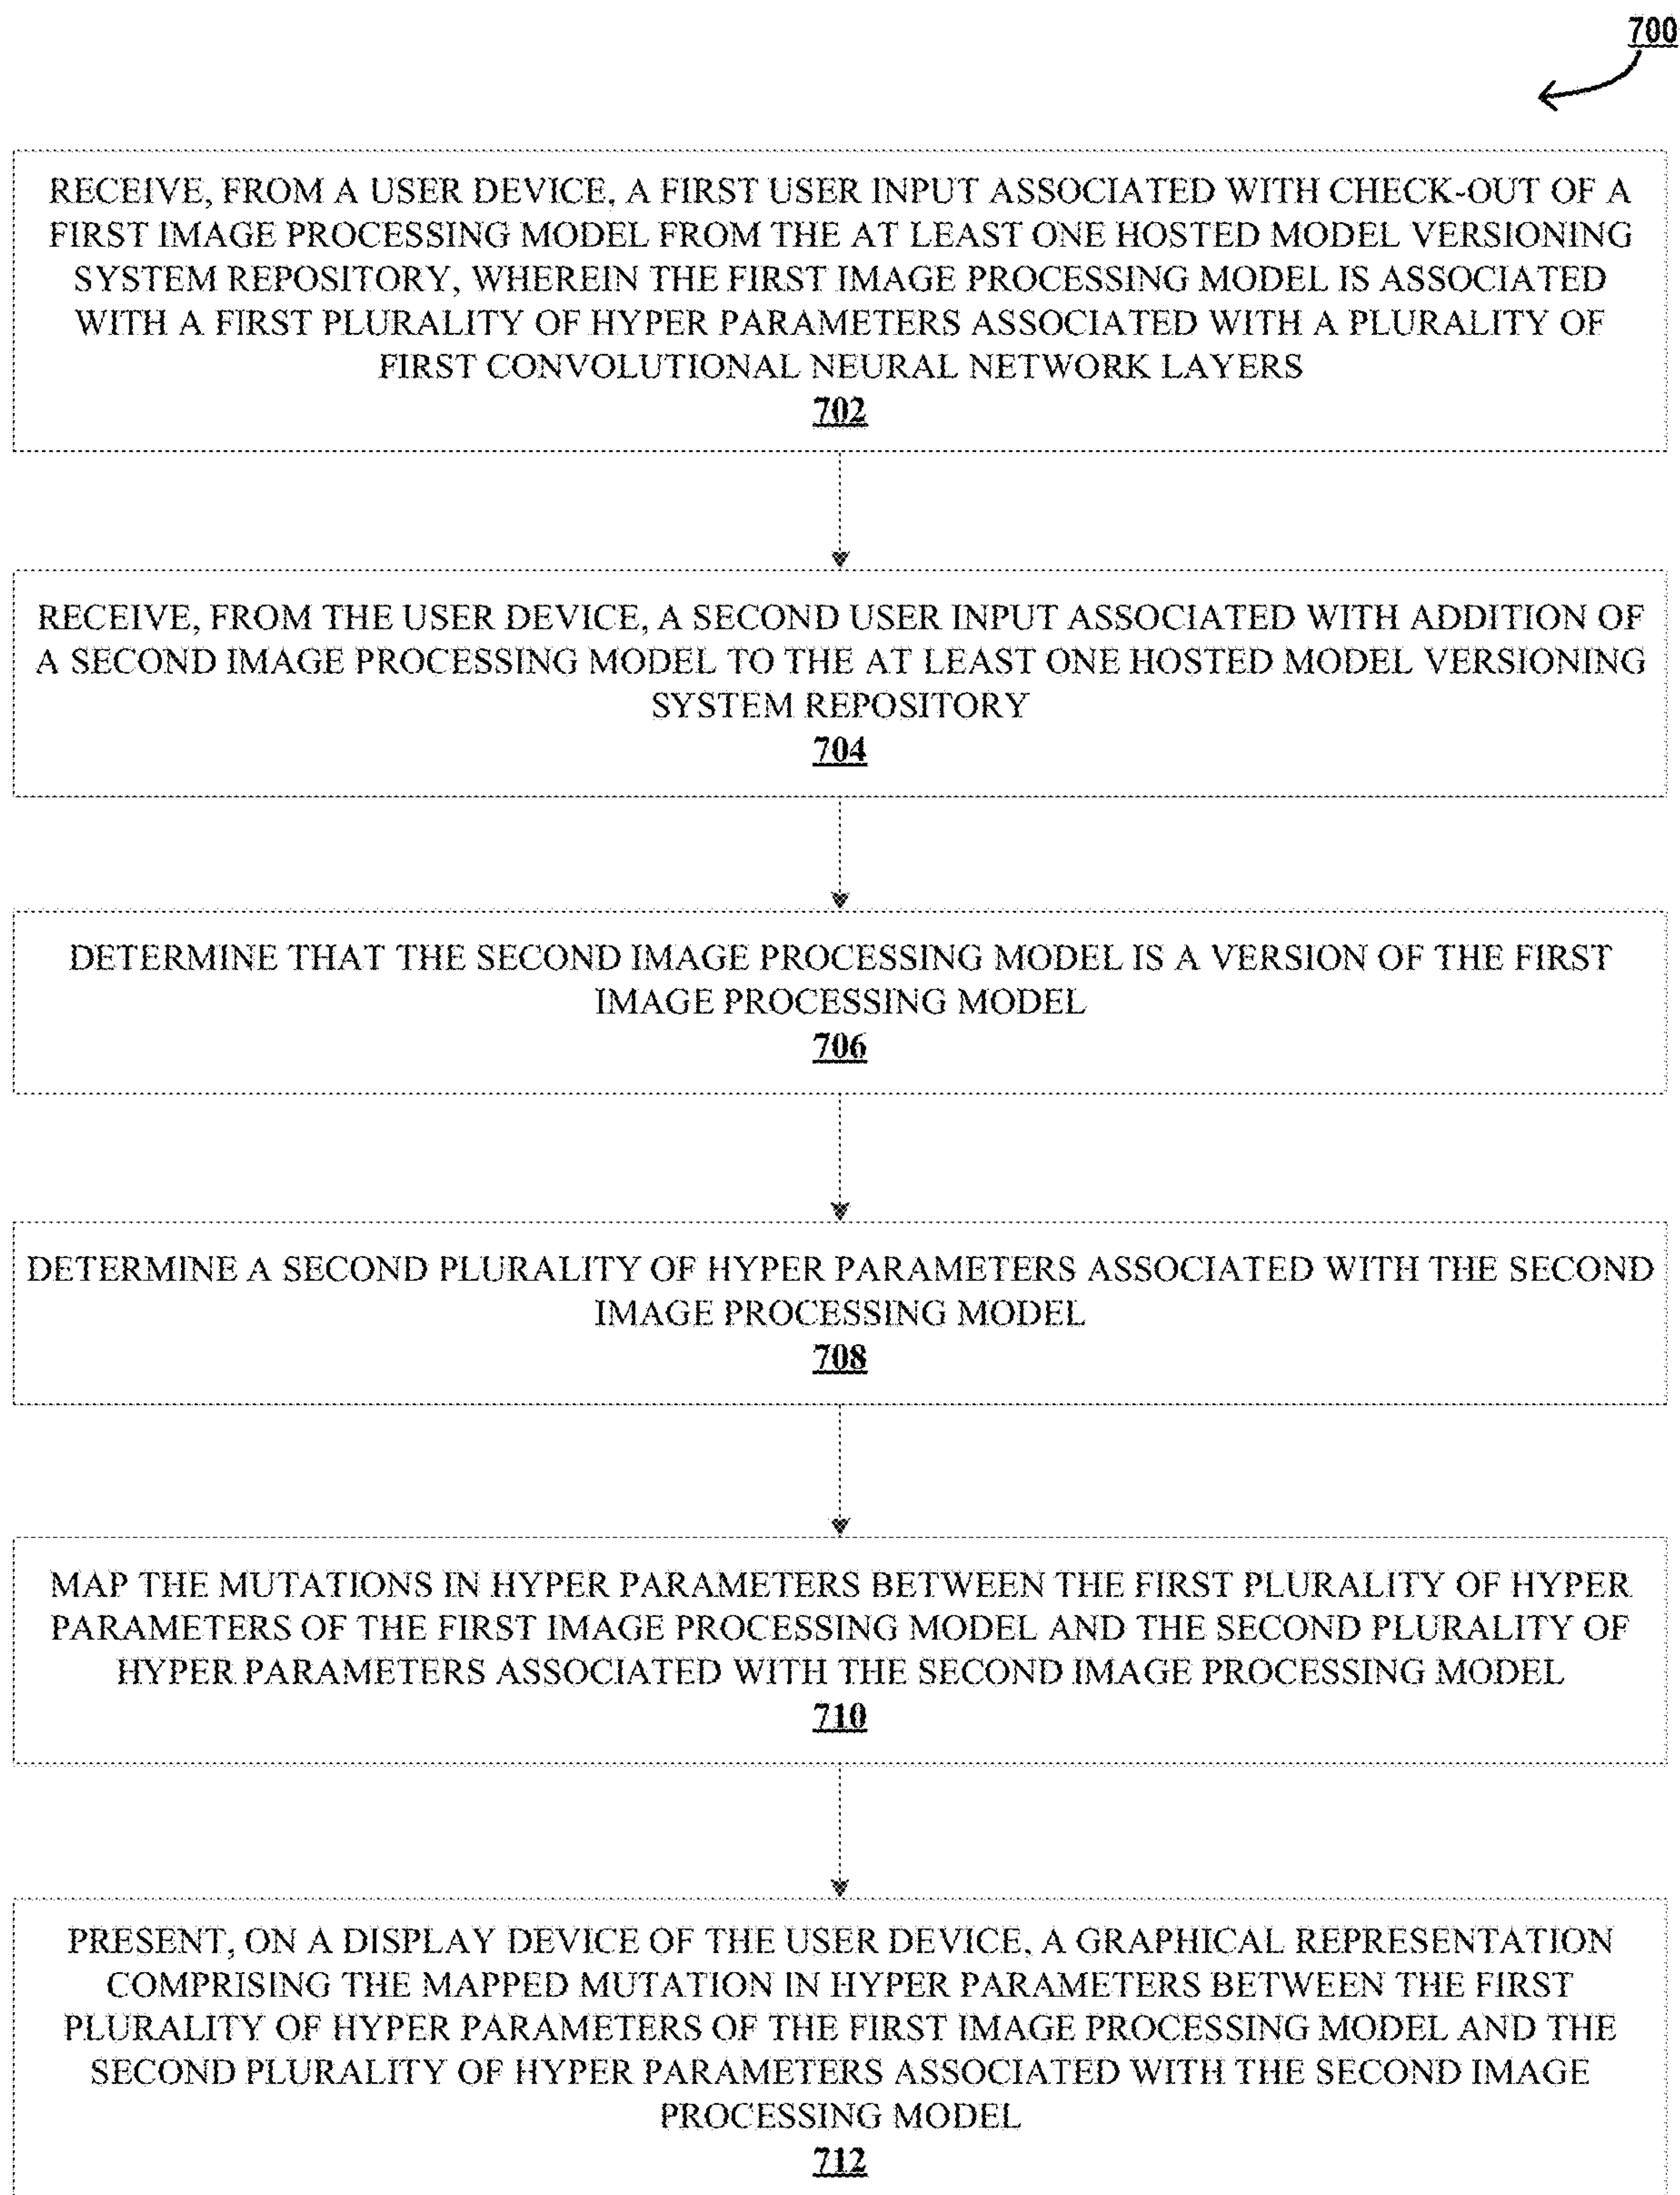 700
RECEIVE, FROM A USER DEVICE, A FIRST USER INPUT ASSOCIATED WITH CHECK-OUT OF A
FIRST IMAGE PROCESSING MODEL FROM THE AT LEAST ONE HOSTED MODEL VERSIONING
SYSTEM REPOSITORY, WHEREIN THE FIRST IMAGE PROCESSING MODEL IS ASSOCIATED
WITH A FIRST PLURALITY OF HYPER PARAMETERS ASSOCIATED WITH A PLURALITY OF
FIRST CONVOLUTIONAL NEURAL NETWORK LAYERS
702
RECEIVE, FROM THE USER DEVICE, A SECOND USER INPUT ASSOCIATED WITH ADDITION OF
A SECOND IMAGE PROCESSING MODEL TO THE AT LEAST ONE HOSTED MODEL VERSIONING
SYSTEM REPOSITORY
704
DETERMINE THAT THE SECOND IMAGE PROCESSING MODEL IS A VERSION OF THE FIRST
IMAGE PROCESSING MODEL
706
DETERMINE A SECOND PLURALITY OF HYPER PARAMETERS ASSOCIATED WITH THE SECOND
IMAGE PROCESSING MODEL
708
MAP THE MUTATIONS IN HYPER PARAMETERS BETWEEN THE FIRST PLURALITY OF HYPER
PARAMETERS OF THE FIRST IMAGE PROCESSING MODEL AND THE SECOND PLURALITY OF
HYPER PARAMETERS ASSOCIATED WITH THE SECOND IMAGE PROCESSING MODEL
710
PRESENT, ON A DISPLAY DEVICE OF THE USER DEVICE, A GRAPHICAL REPRESENTATION
COMPRISING THE MAPPED MUTATION IN HYPER PARAMETERS BETWEEN THE FIRST
PLURALITY OF HYPER PARAMETERS OF THE FIRST IMAGE PROCESSING MODEL AND THE
SECOND PLURALITY OF HYPER PARAMETERS ASSOCIATED WITH THE SECOND IMAGE
PROCESSING MODEL
712